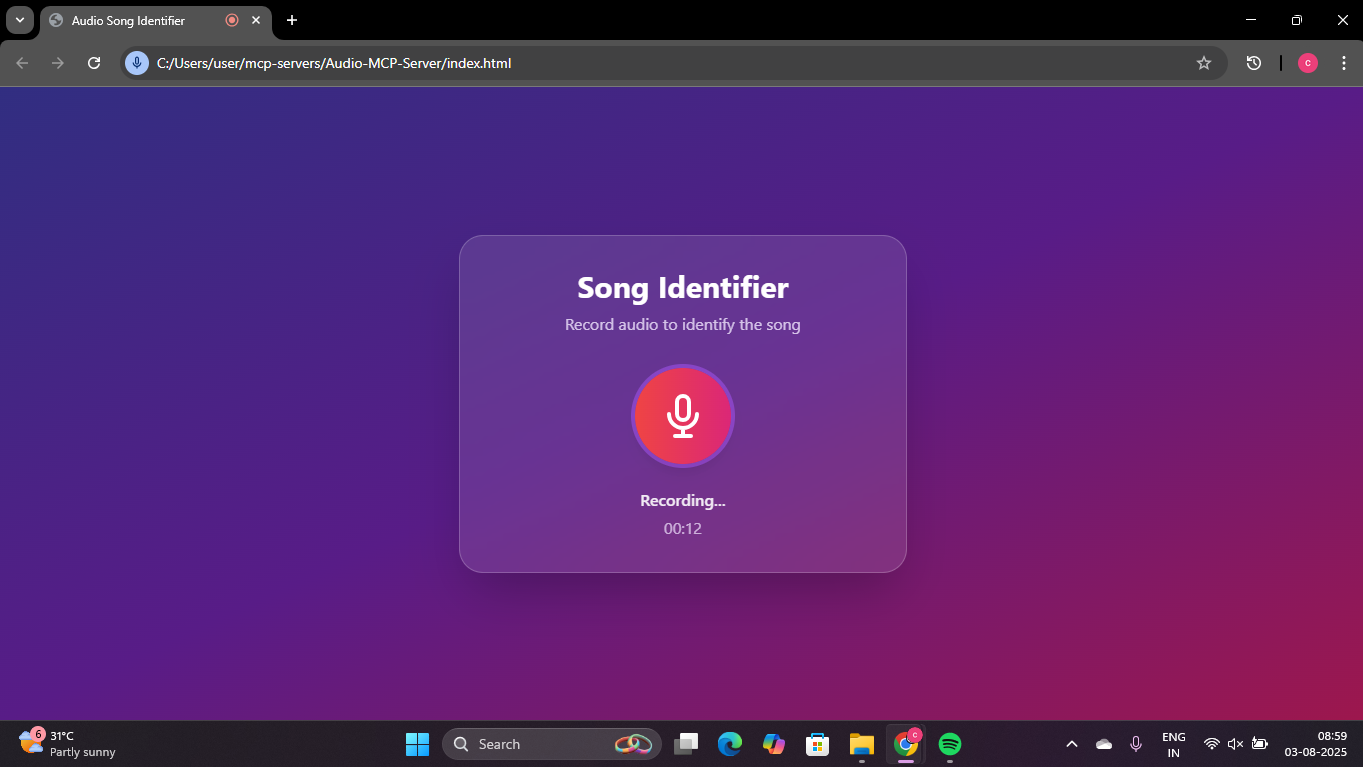 Audio Song Identifier
C:/Users/user/mcp-servers/Audio-MCP-Server/index.html
c
Song Identifier
Record audio to identify the song
Recording...
00:12
6
31°C
Partly sunny
Search
c
ENG
IN
08:59
03-08-2025